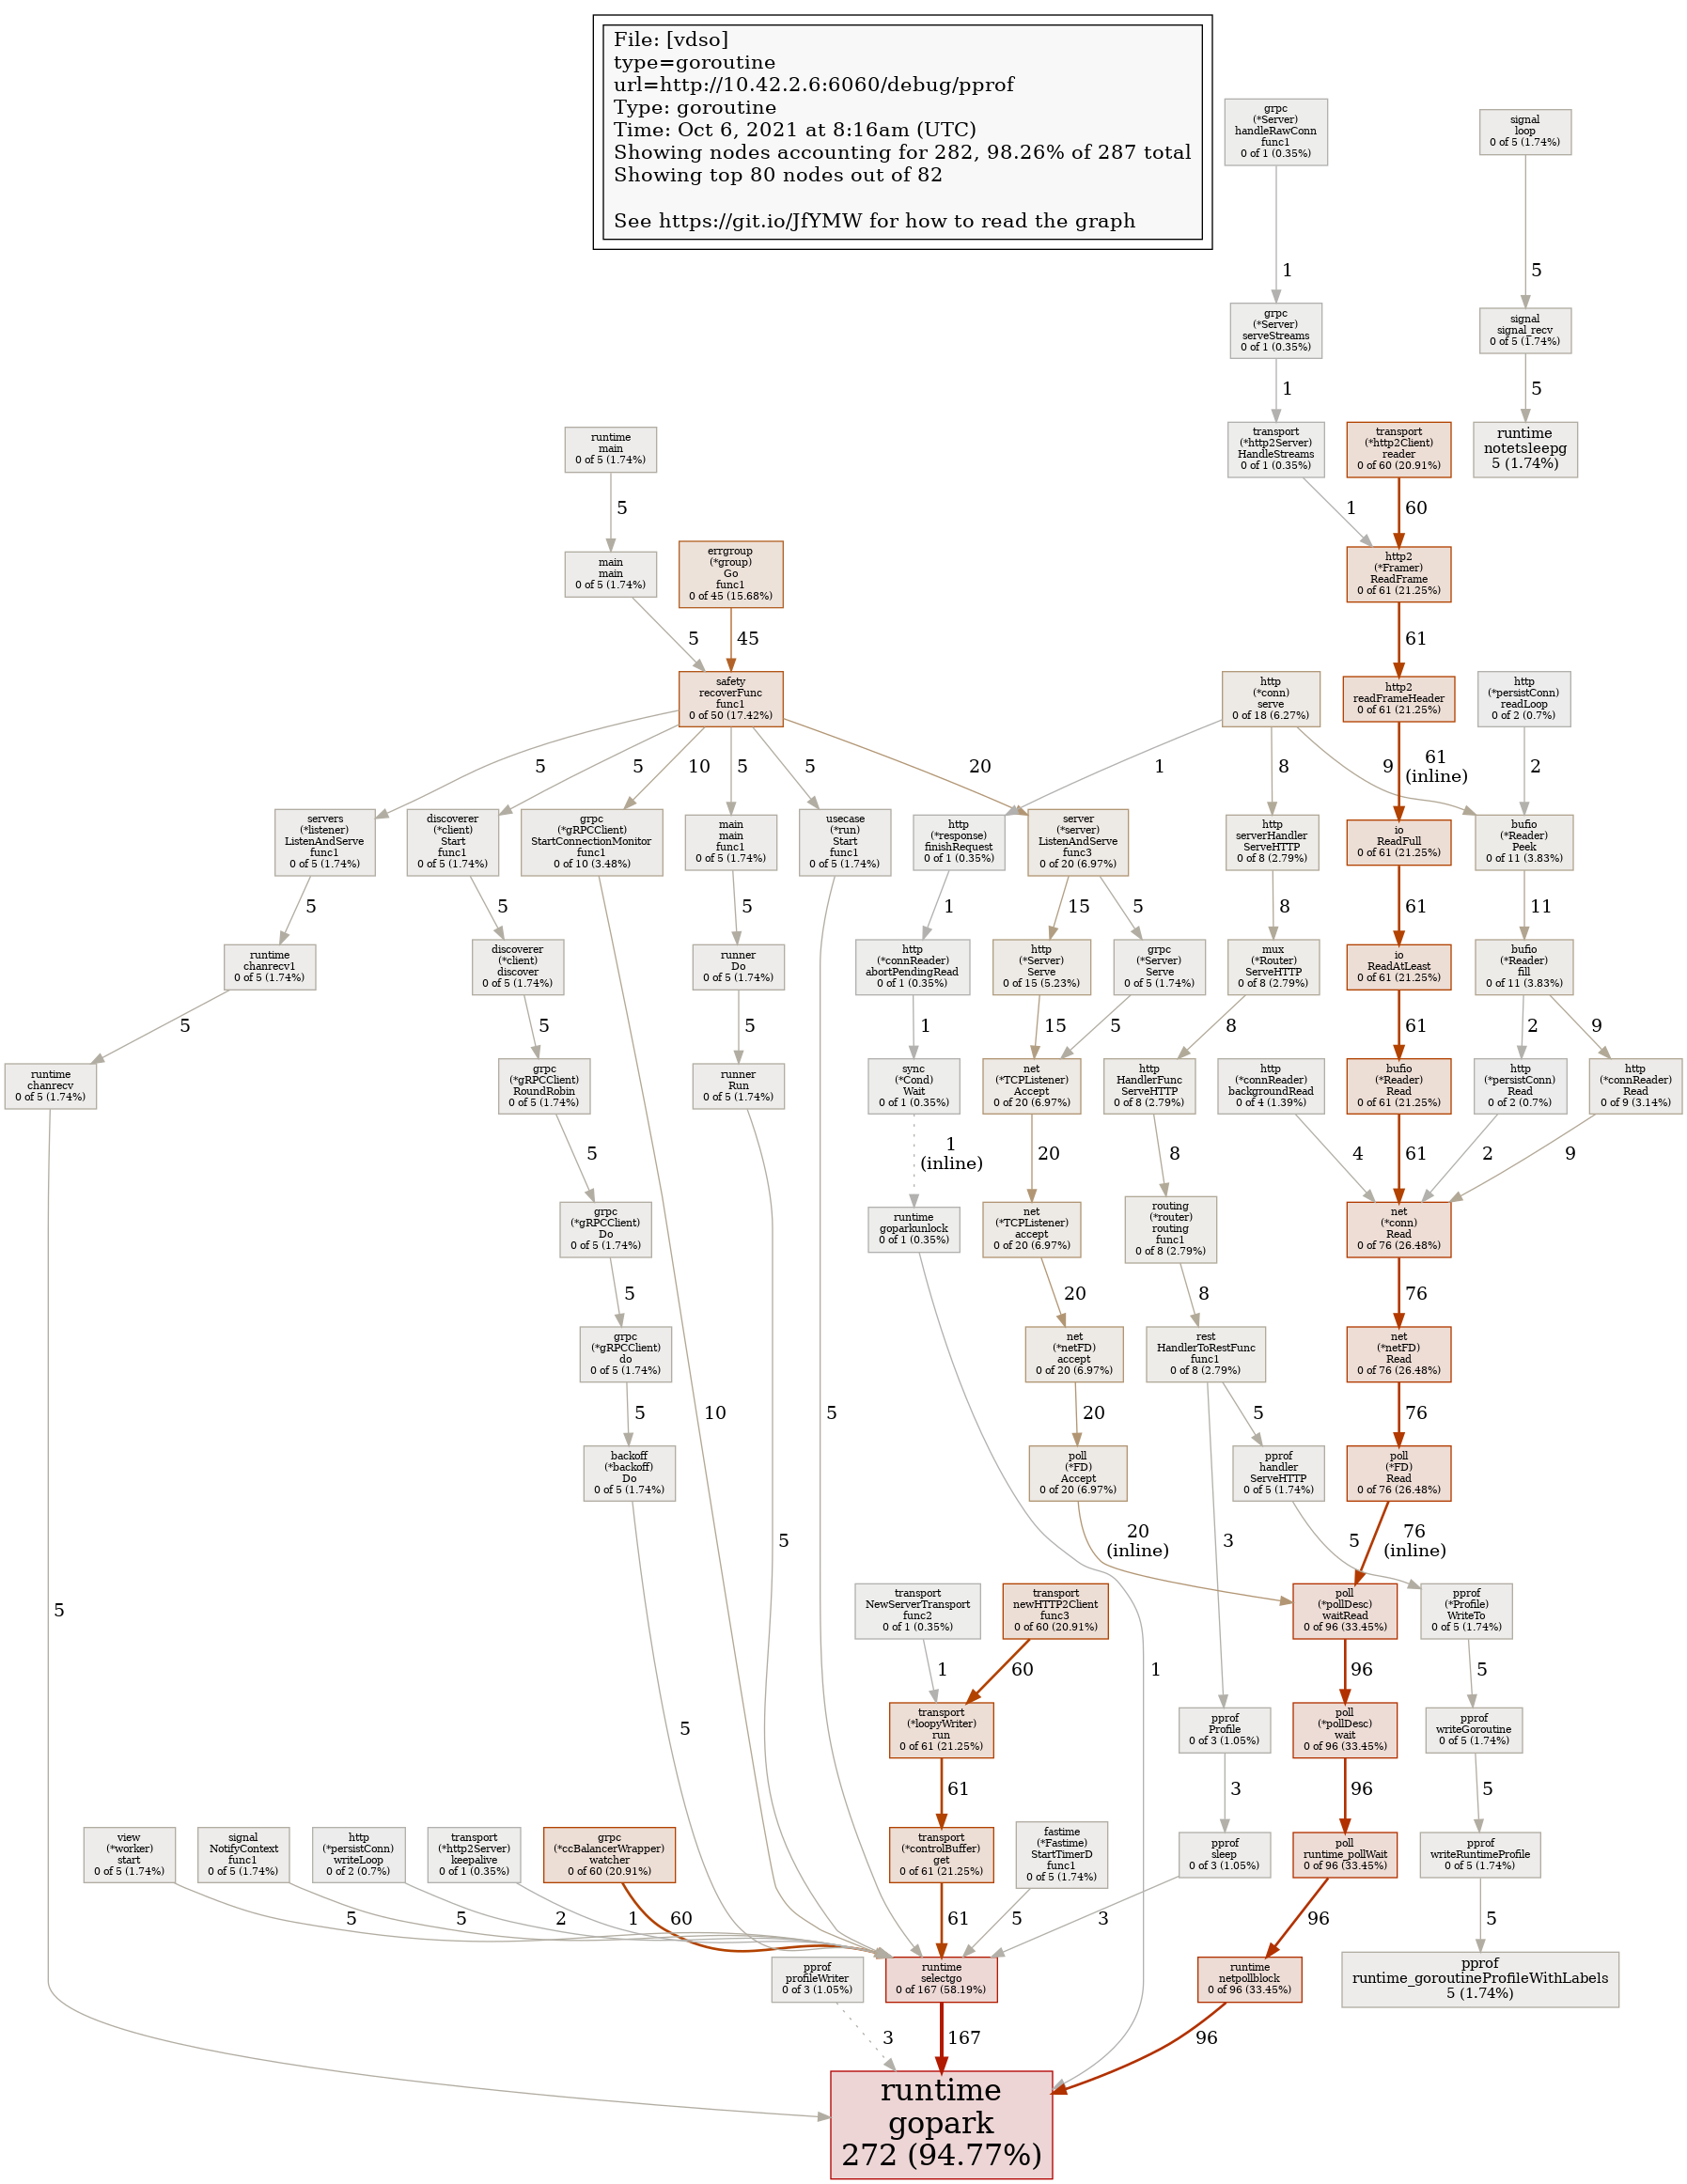 File: [vdso]
type=goroutine
url=http://10.42.2.6:6060/debug/pprof
Type: goroutine
Time: Oct 6, 2021 at 8:16am (UTC)
Showing nodes accounting for 282, 98.26% of 287 total
Showing top 80 nodes out of 82
See https://git.io/JfYMW for how to read the graph
grpc
(*Server)
handleRawConn
func1
0 of 1 (0.35%)
signal
loop
0 of 5 (1.74%)
1
5
grpc
(*Server)
serveStreams
0 of 1 (0.35%)
signal
signal_recv
0 of 5 (1.74%)
1
5
runtime
main
0 of 5 (1.74%)
transport
(*http2Server)
HandleStreams
0 of 1 (0.35%)
transport
(*http2Client)
reader
0 of 60 (20.91%)
runtime
notetsleepg
5 (1.74%)
5
1
60
main
main
0 of 5 (1.74%)
errgroup
(*group)
Go
func1
0 of 45 (15.68%)
http2
(*Framer)
ReadFrame
0 of 61 (21.25%)
5
45
61
safety
recoverFunc
func1
0 of 50 (17.42%)
http
(*conn)
serve
0 of 18 (6.27%)
http2
readFrameHeader
0 of 61 (21.25%)
http
(*persistConn)
readLoop
0 of 2 (0.7%)
5
5
10
5
5
20
1
8
9
61
(inline)
2
servers
(*listener)
ListenAndServe
func1
0 of 5 (1.74%)
discoverer
(*client)
Start
func1
0 of 5 (1.74%)
grpc
(*gRPCClient)
StartConnectionMonitor
func1
0 of 10 (3.48%)
main
main
func1
0 of 5 (1.74%)
usecase
(*run)
Start
func1
0 of 5 (1.74%)
http
(*response)
finishRequest
0 of 1 (0.35%)
server
(*server)
ListenAndServe
func3
0 of 20 (6.97%)
http
serverHandler
ServeHTTP
0 of 8 (2.79%)
io
ReadFull
0 of 61 (21.25%)
bufio
(*Reader)
Peek
0 of 11 (3.83%)
5
5
5
1
15
5
8
61
11
runtime
chanrecv1
0 of 5 (1.74%)
discoverer
(*client)
discover
0 of 5 (1.74%)
runner
Do
0 of 5 (1.74%)
http
(*connReader)
abortPendingRead
0 of 1 (0.35%)
http
(*Server)
Serve
0 of 15 (5.23%)
grpc
(*Server)
Serve
0 of 5 (1.74%)
mux
(*Router)
ServeHTTP
0 of 8 (2.79%)
io
ReadAtLeast
0 of 61 (21.25%)
bufio
(*Reader)
fill
0 of 11 (3.83%)
5
5
5
1
15
5
8
61
2
9
runtime
chanrecv
0 of 5 (1.74%)
grpc
(*gRPCClient)
RoundRobin
0 of 5 (1.74%)
runner
Run
0 of 5 (1.74%)
sync
(*Cond)
Wait
0 of 1 (0.35%)
net
(*TCPListener)
Accept
0 of 20 (6.97%)
http
HandlerFunc
ServeHTTP
0 of 8 (2.79%)
http
(*connReader)
backgroundRead
0 of 4 (1.39%)
bufio
(*Reader)
Read
0 of 61 (21.25%)
http
(*persistConn)
Read
0 of 2 (0.7%)
http
(*connReader)
Read
0 of 9 (3.14%)
5
1
(inline)
20
8
4
61
2
9
grpc
(*gRPCClient)
Do
0 of 5 (1.74%)
runtime
goparkunlock
0 of 1 (0.35%)
net
(*TCPListener)
accept
0 of 20 (6.97%)
routing
(*router)
routing
func1
0 of 8 (2.79%)
net
(*conn)
Read
0 of 76 (26.48%)
5
20
8
76
grpc
(*gRPCClient)
do
0 of 5 (1.74%)
net
(*netFD)
accept
0 of 20 (6.97%)
rest
HandlerToRestFunc
func1
0 of 8 (2.79%)
net
(*netFD)
Read
0 of 76 (26.48%)
5
10
5
20
5
76
backoff
(*backoff)
Do
0 of 5 (1.74%)
poll
(*FD)
Accept
0 of 20 (6.97%)
pprof
handler
ServeHTTP
0 of 5 (1.74%)
poll
(*FD)
Read
0 of 76 (26.48%)
5
20
(inline)
3
5
76
(inline)
5
transport
NewServerTransport
func2
0 of 1 (0.35%)
transport
newHTTP2Client
func3
0 of 60 (20.91%)
poll
(*pollDesc)
waitRead
0 of 96 (33.45%)
pprof
(*Profile)
WriteTo
0 of 5 (1.74%)
1
60
1
96
5
transport
(*loopyWriter)
run
0 of 61 (21.25%)
pprof
Profile
0 of 3 (1.05%)
poll
(*pollDesc)
wait
0 of 96 (33.45%)
pprof
writeGoroutine
0 of 5 (1.74%)
5
61
3
96
5
view
(*worker)
start
0 of 5 (1.74%)
signal
NotifyContext
func1
0 of 5 (1.74%)
http
(*persistConn)
writeLoop
0 of 2 (0.7%)
transport
(*http2Server)
keepalive
0 of 1 (0.35%)
grpc
(*ccBalancerWrapper)
watcher
0 of 60 (20.91%)
transport
(*controlBuffer)
get
0 of 61 (21.25%)
fastime
(*Fastime)
StartTimerD
func1
0 of 5 (1.74%)
pprof
sleep
0 of 3 (1.05%)
poll
runtime_pollWait
0 of 96 (33.45%)
pprof
writeRuntimeProfile
0 of 5 (1.74%)
5
5
2
1
60
61
5
3
96
5
pprof
profileWriter
0 of 3 (1.05%)
runtime
selectgo
0 of 167 (58.19%)
runtime
netpollblock
0 of 96 (33.45%)
pprof
runtime_goroutineProfileWithLabels
5 (1.74%)
3
167
96
runtime
gopark
272 (94.77%)